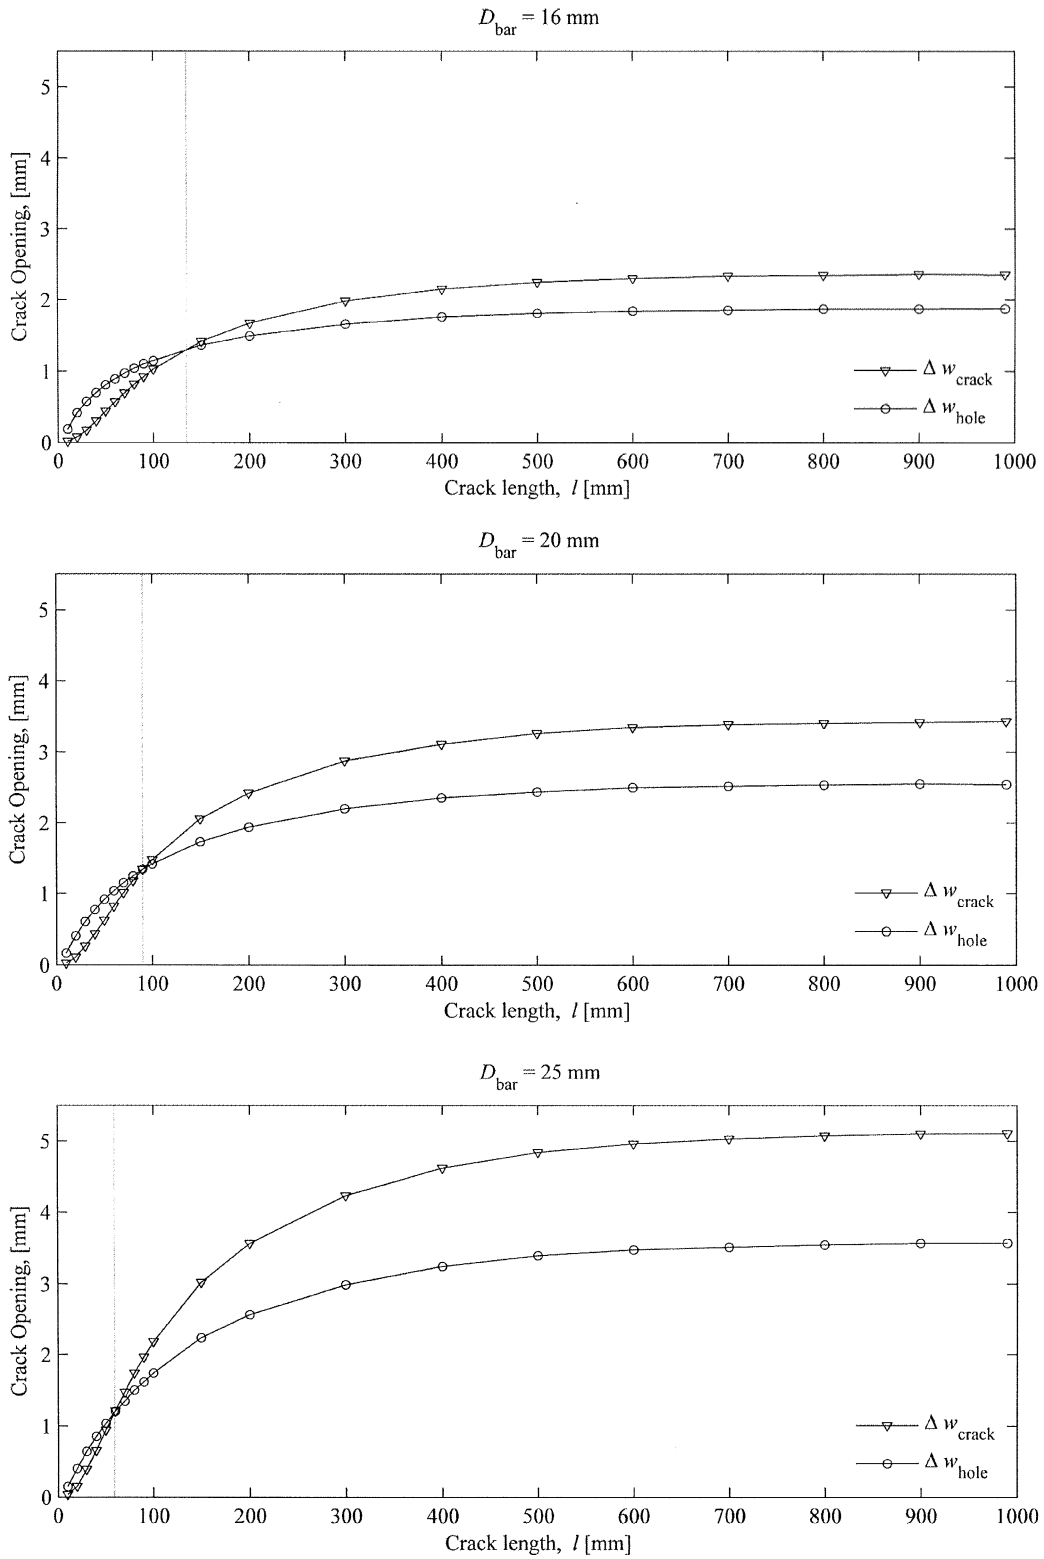 D_bar = 16 mm
5
4
3
2
1
0
Crack Opening, [mm]
Δ w_crack
Δ w_hole
0 100 200 300 400 500 600 700 800 900 1000
Crack length, l [mm]
D_bar = 20 mm
5
4
3
2
1
0
Crack Opening, [mm]
Δ w_crack
Δ w_hole
0 100 200 300 400 500 600 700 800 900 1000
Crack length, l [mm]
D_bar = 25 mm
5
4
3
2
1
0
Crack Opening, [mm]
Δ w_crack
Δ w_hole
0 100 200 300 400 500 600 700 800 900 1000
Crack length, l [mm]